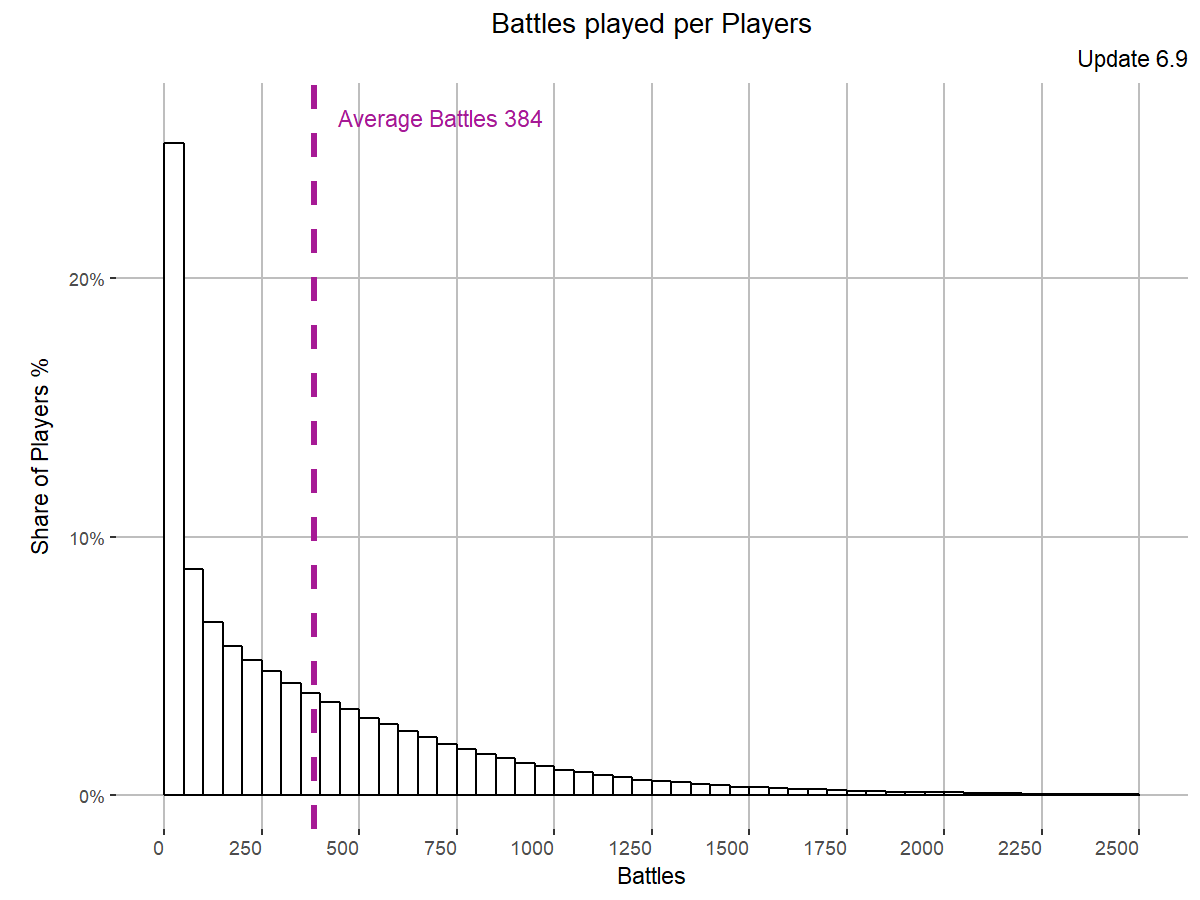 Battles played per Players
Update 6.9
Average Battles 384
Share of Players %
20%
10%
0%
0 250 500 750 1000 1250 1500 1750 2000 2250 2500
Battles